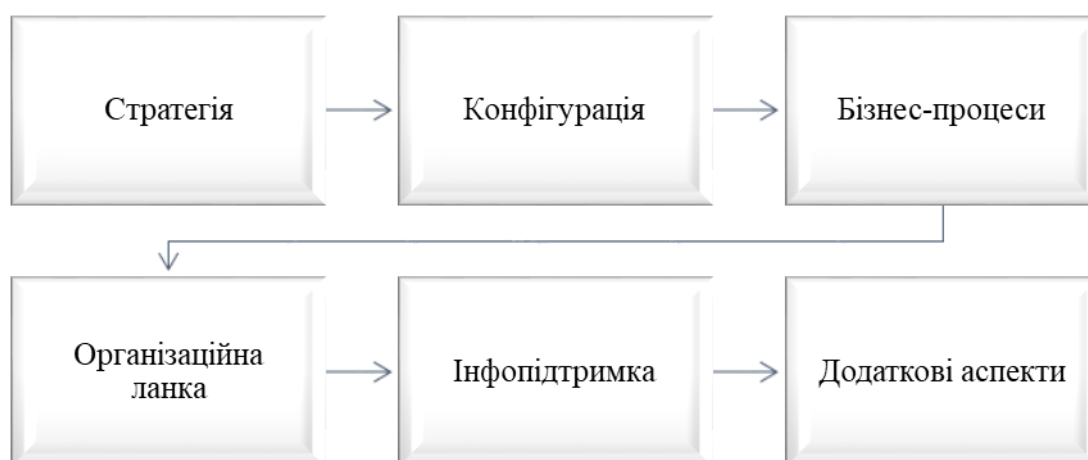 Стратегія
Конфігурація
Бізнес-процеси
Організаційна
ланка
Інфопідтримка
Додаткові аспекти